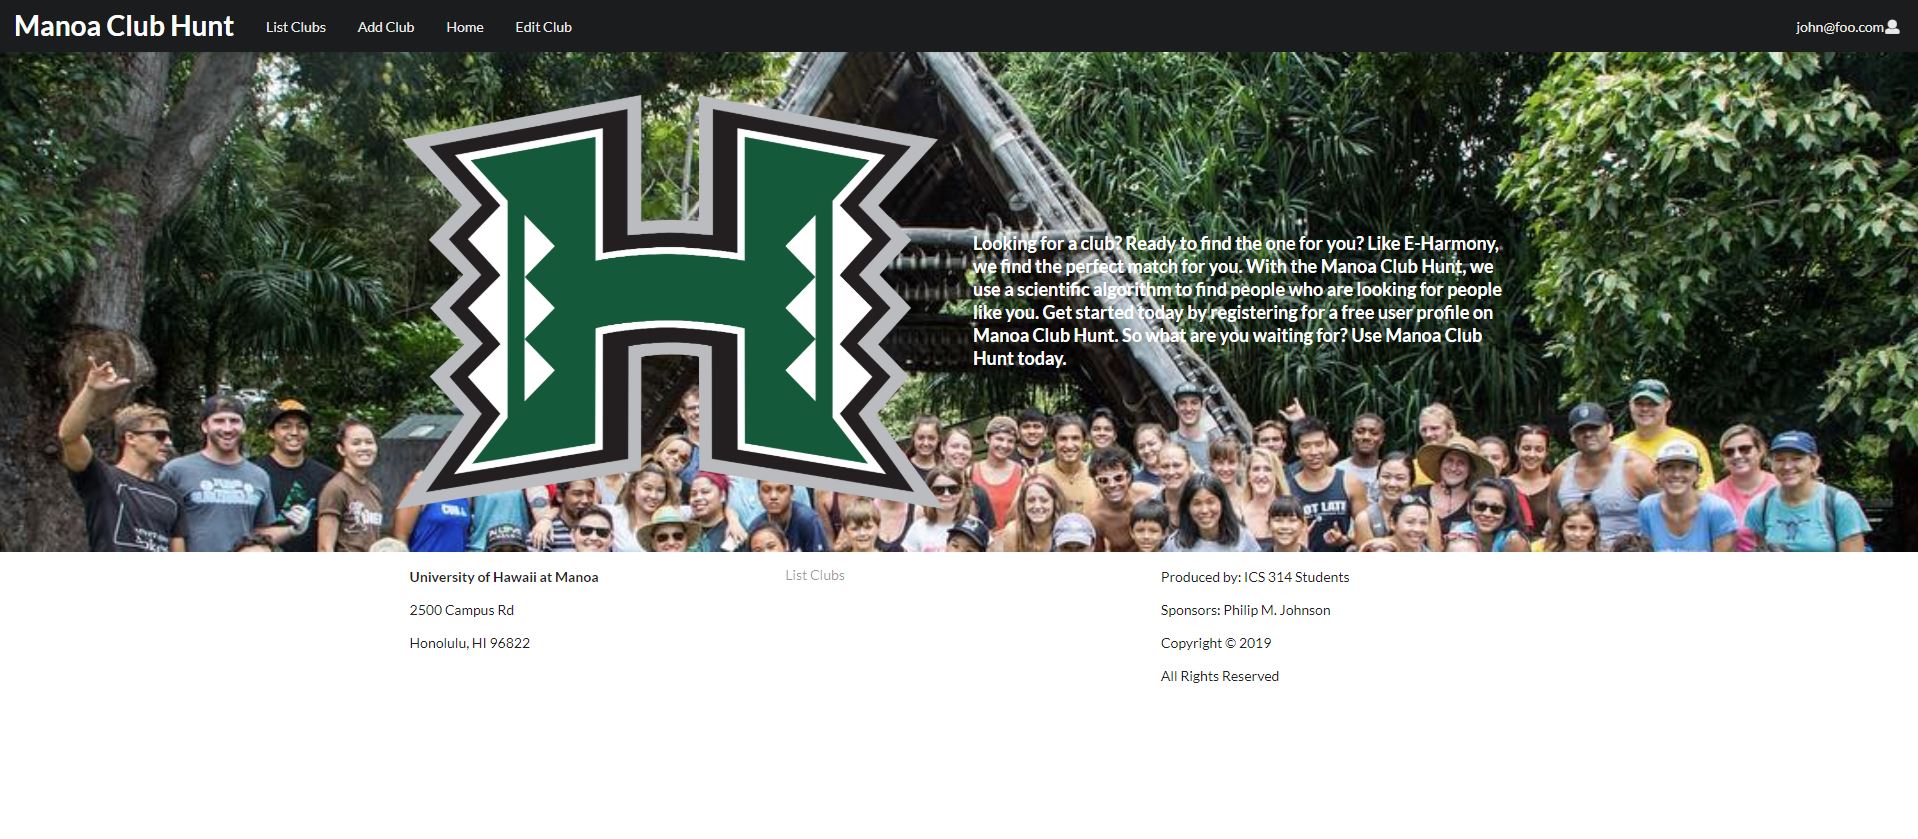 Manoa Club Hunt List Clubs Add Club Home Edit Club john@foo.com
H
Looking for a club? Ready to find the one for you? Like E-Harmony,
we find the perfect match for you. With the Manoa Club Hunt, we
use a scientific algorithm to find people who are looking for people
like you. Get started today by registering for a free user profile on
Manoa Club Hunt. So what are you waiting for? Use Manoa Club
Hunt today.
University of Hawaii at Manoa
2500 Campus Rd
Honolulu, HI 96822
List Clubs
Produced by: ICS 314 Students
Sponsors: Philip M. Johnson
Copyright © 2019
All Rights Reserved